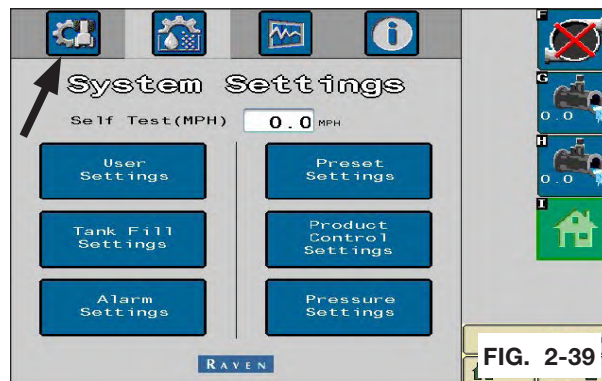 System Settings
Self Test(MPH) 0.0 MPH
User
Settings
Preset
Settings
Tank Fill
Settings
Product
Control
Settings
Alarm
Settings
Pressure
Settings
RAVEN
F
G
0.0
H
0.0
I
FIG. 2-39